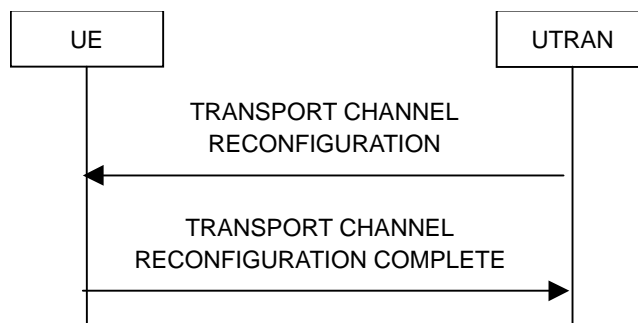 UE
UTRAN
TRANSPORT CHANNEL
RECONFIGURATION
TRANSPORT CHANNEL
RECONFIGURATION COMPLETE